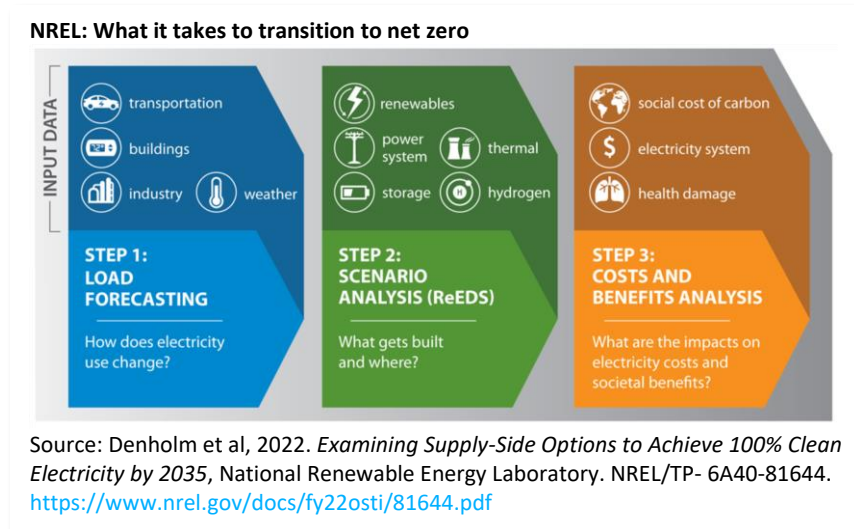 NREL: What it takes to transition to net zero
INPUT DATA
transportation
buildings
industry
weather
STEP 1:
LOAD
FORECASTING
How does electricity
use change?
renewables
power
system
thermal
storage
H
hydrogen
STEP 2:
SCENARIO
ANALYSIS (ReEDS)
What gets built
and where?
social cost of carbon
$
electricity system
health damage
STEP 3:
COSTS AND
BENEFITS ANALYSIS
What are the impacts on
electricity costs and
societal benefits?
Source: Denholm et al, 2022. Examining Supply-Side Options to Achieve 100% Clean
Electricity by 2035, National Renewable Energy Laboratory. NREL/TP- 6A40-81644.
https://www.nrel.gov/docs/fy22osti/81644.pdf